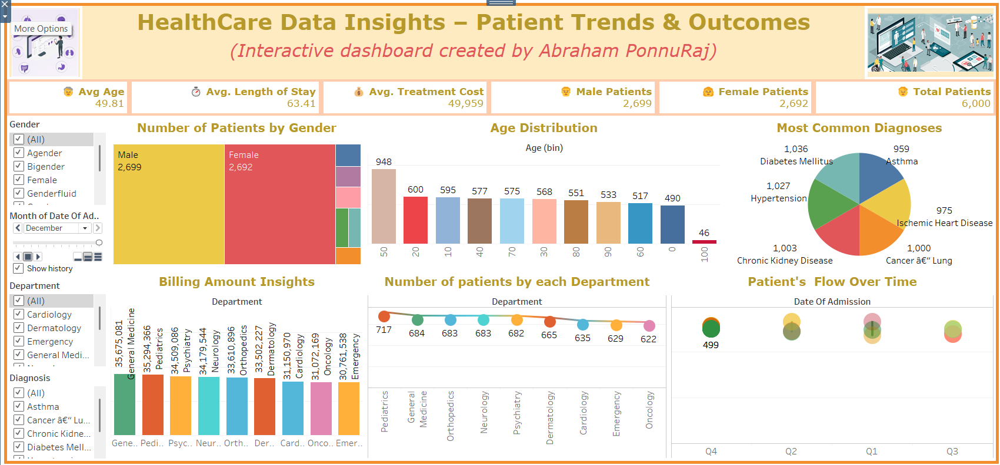 More Options
HealthCare Data Insights – Patient Trends & Outcomes
(Interactive dashboard created by Abraham PonnuRaj)
Avg Age
49.81
Avg. Length of Stay
63.41
Avg. Treatment Cost
49,959
Male Patients
2,699
Female Patients
2,692
Total Patients
6,000
Gender
(All)
Agender
Bigender
Female
Genderfluid
Month of Date Of Ad..
December
Show history
Department
(All)
Cardiology
Dermatology
Emergency
General Medi...
Diagnosis
(All)
Asthma
Cancer â€“ Lu...
Chronic Kidne...
Diabetes Mell...
Number of Patients by Gender
Male
2,699
Female
2,692
Age Distribution
Age (bin)
948
600
595
577
575
568
551
533
517
490
46
50
20
10
40
70
30
80
90
60
0
100
Most Common Diagnoses
1,036
Diabetes Mellitus
959
Asthma
1,027
Hypertension
975
Ischemic Heart Disease
1,003
Chronic Kidney Disease
1,000
Cancer â€“ Lung
Billing Amount Insights
Department
35,675,081
General Medicine
35,294,366
Pediatrics
34,509,086
Psychiatry
34,179,544
Neurology
33,610,896
Orthopedics
33,502,227
Dermatology
31,150,970
Cardiology
31,072,169
Oncology
30,761,538
Emergency
Gene..
Pedi..
Psyc..
Neur..
Orth..
Der..
Card..
Onco..
Emer..
Number of patients by each Department
Department
717
684
683
683
682
665
635
629
622
Pediatrics
General
Medicine
Orthopedics
Neurology
Psychiatry
Dermatology
Cardiology
Emergency
Oncology
Patient's  Flow Over Time
Date Of Admission
499
Q4
Q2
Q1
Q3